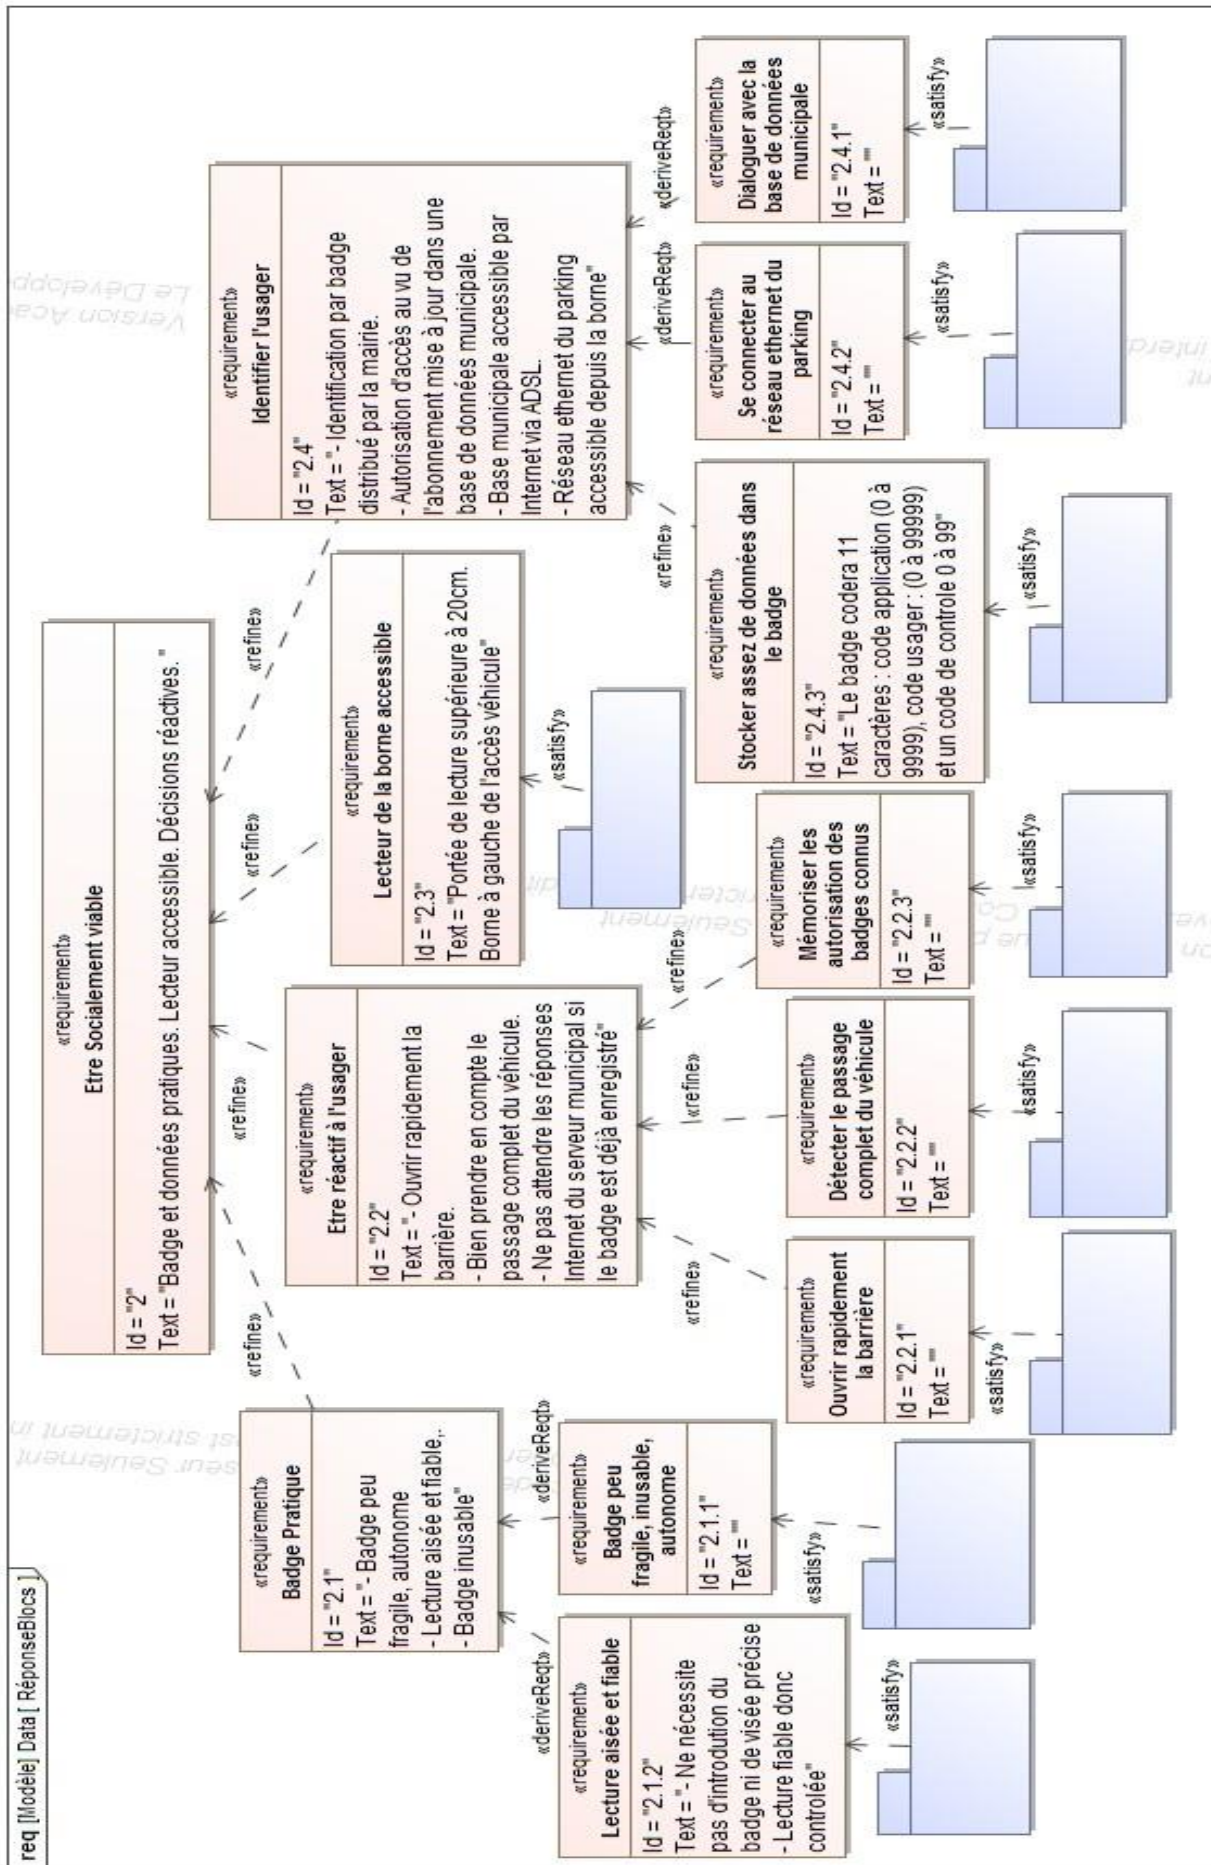 req [Modèle] Data [ RéponseBlocs ]
«requirement»
Etre Socialement viable
Id = "2"
Text = "Badge et données pratiques. Lecteur accessible. Décisions réactives. "
«refine»
«refine»
«refine»
«refine»
«requirement»
Badge Pratique
Id = "2.1"
Text = "- Badge peu
fragile, autonome
- Lecture aisée et fiable,.
- Badge inusable"
«requirement»
Etre réactif à l'usager
Id = "2.2"
Text = "- Ouvrir rapidement la
barrière.
- Bien prendre en compte le
passage complet du véhicule.
- Ne pas attendre les réponses
Internet du serveur municipal si
le badge est déjà enregistré"
«requirement»
Lecteur de la borne accessible
Id = "2.3"
Text = "Portée de lecture supérieure à 20cm.
Borne à gauche de l'accès véhicule"
«satisfy»
«requirement»
Identifier l'usager
Id = "2.4"
Text = "- Identification par badge
distribué par la mairie.
- Autorisation d'accès au vu de
l'abonnement mise à jour dans une
base de données municipale.
- Base municipale accessible par
Internet via ADSL.
- Réseau ethernet du parking
accessible depuis la borne"
«deriveReqt»
«deriveReqt»
«requirement»
Lecture aisée et fiable
Id = "2.1.2"
Text = "- Ne nécessite
pas d'introdution du
badge ni de visée précise
- Lecture fiable donc
controlée"
«satisfy»
«requirement»
Badge peu
fragile, inusable,
autonome
Id = "2.1.1"
Text = ""
«satisfy»
«refine»
«refine»
«refine»
«requirement»
Ouvrir rapidement
la barrière
Id = "2.2.1"
Text = ""
«satisfy»
«requirement»
Détecter le passage
complet du véhicule
Id = "2.2.2"
Text = ""
«satisfy»
«requirement»
Mémoriser les
autorisation des
badges connus
Id = "2.2.3"
Text = ""
«satisfy»
«refine»
«deriveReqt»
«deriveReqt»
«requirement»
Stocker assez de données dans
le badge
Id = "2.4.3"
Text = "Le badge codera 11
caractères : code application (0 à
9999), code usager : (0 à 99999)
et un code de controle 0 à 99"
«satisfy»
«requirement»
Se connecter au
réseau ethernet du
parking
Id = "2.4.2"
Text = ""
«satisfy»
«requirement»
Dialoguer avec la
base de données
municipale
Id = "2.4.1"
Text = ""
«satisfy»
Version Acad
Le Développ